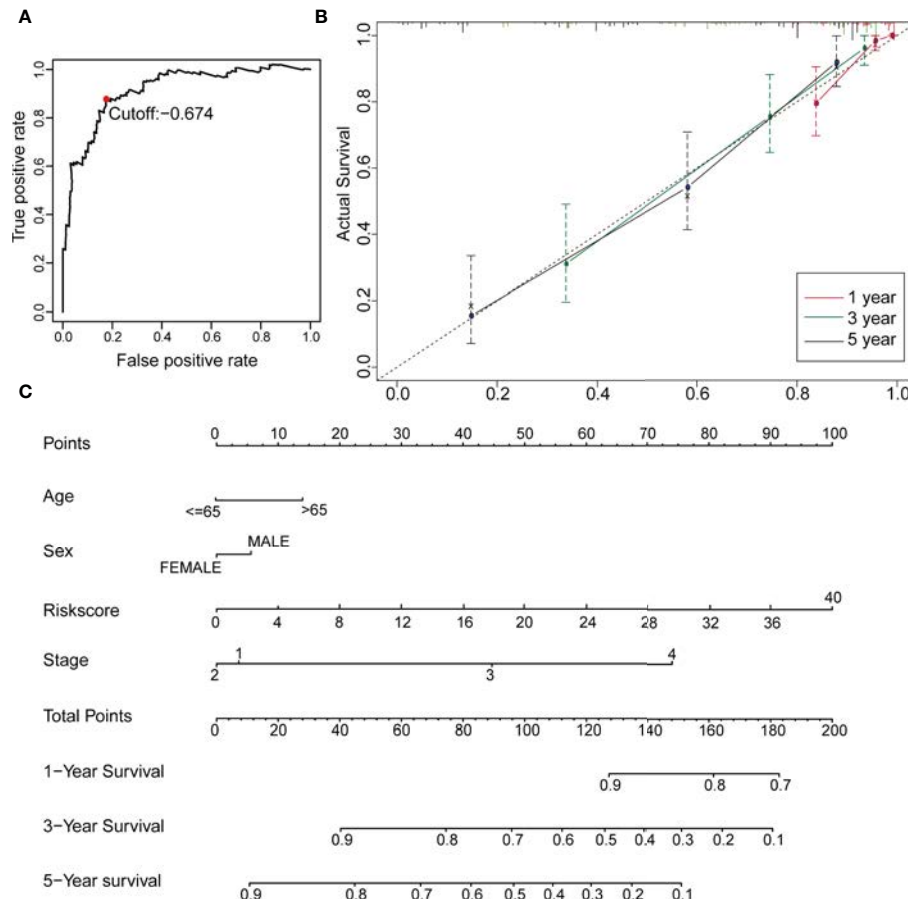 A
True positive rate
1.0
0.8
0.6
0.4
0.2
0.0
Cutoff:−0.674
0.0 0.2 0.4 0.6 0.8 1.0
False positive rate
B
Actual Survival
1.0
0.8
0.6
0.4
0.2
0.0
1 year
3 year
5 year
0.0 0.2 0.4 0.6 0.8 1.0
C
Points 0 10 20 30 40 50 60 70 80 90 100
Age <=65 >65
Sex FEMALE MALE
Riskscore 0 4 8 12 16 20 24 28 32 36 40
Stage 2 1 3 4
Total Points 0 20 40 60 80 100 120 140 160 180 200
1−Year Survival 0.9 0.8 0.7
3−Year Survival 0.9 0.8 0.7 0.6 0.5 0.4 0.3 0.2 0.1
5−Year survival 0.9 0.8 0.7 0.6 0.5 0.4 0.3 0.2 0.1